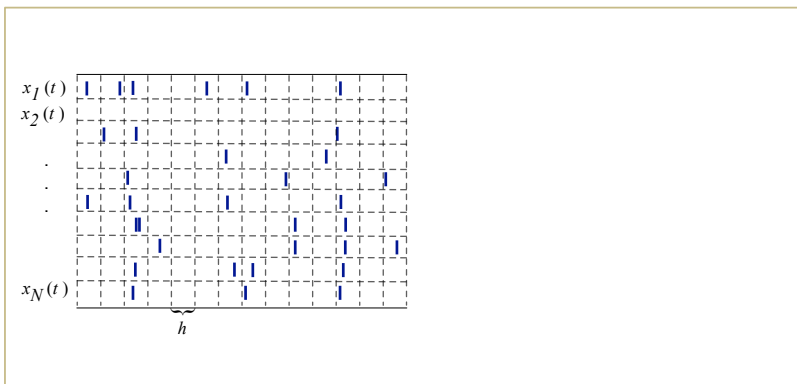 x1(t)
x2(t)
.
.
.
xN(t)
h